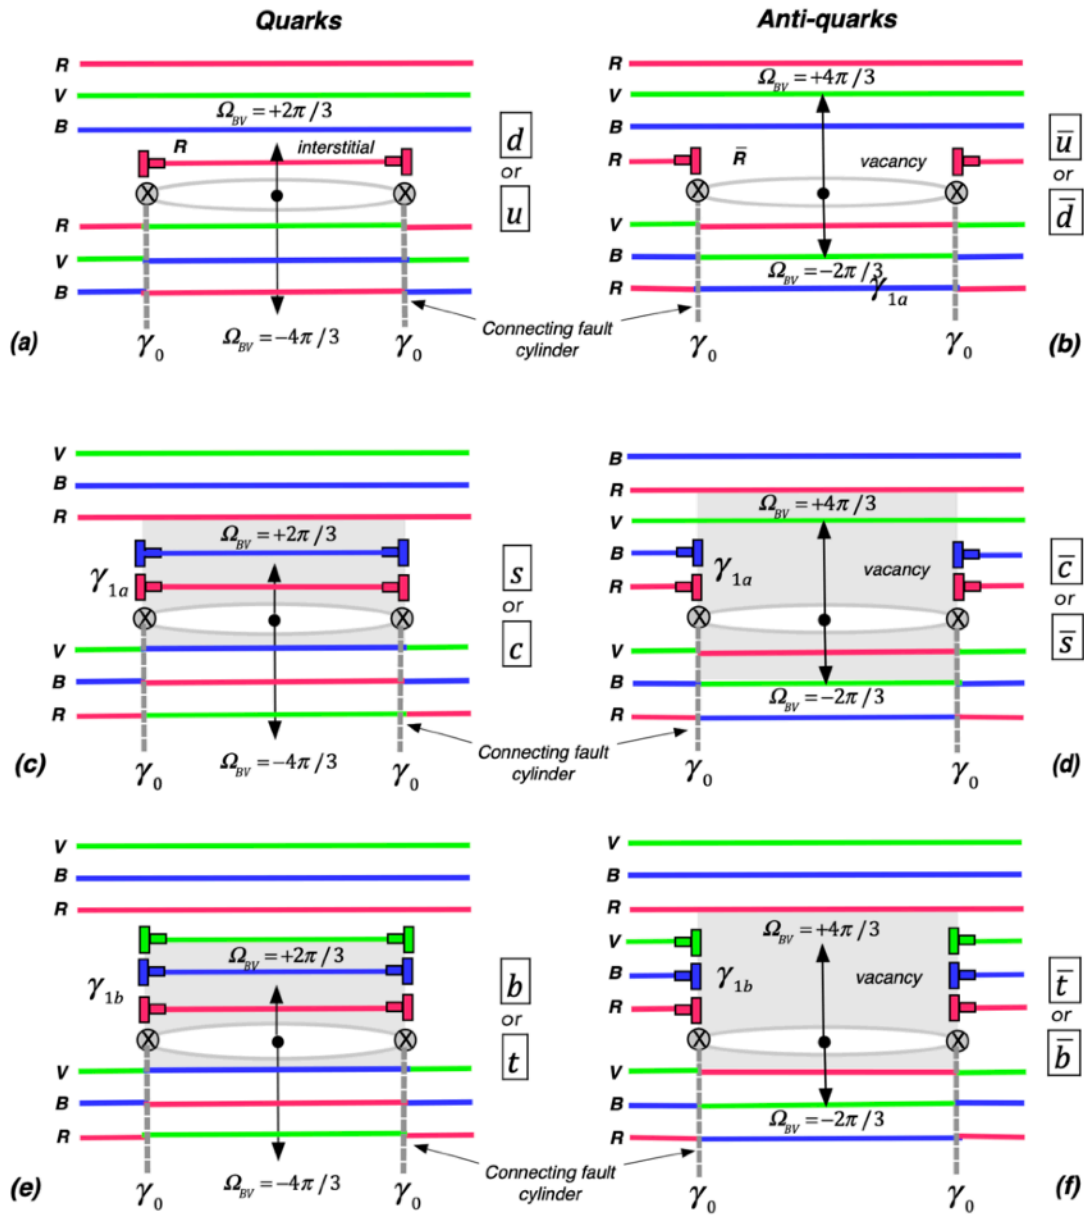 Quarks
Anti-quarks
R
V
B
Ω_BV = +2π/3
R
interstitial
R
V
B
Ω_BV = −4π/3
γ_0
γ_0
(a)
d
or
u
R
V
B
R
Ω_BV = +4π/3
R̅
vacancy
V
B
R
Ω_BV = −2π/3
γ_1a
γ_0
γ_0
(b)
u̅
or
d̅
Connecting fault
cylinder
V
B
R
Ω_BV = +2π/3
γ_1a
V
B
R
Ω_BV = −4π/3
γ_0
γ_0
(c)
s
or
c
B
R
V
B
R
Ω_BV = +4π/3
γ_1a
vacancy
V
B
R
Ω_BV = −2π/3
γ_0
γ_0
(d)
c̅
or
s̅
Connecting fault
cylinder
V
B
R
Ω_BV = +2π/3
γ_1b
V
B
R
Ω_BV = −4π/3
γ_0
γ_0
(e)
b
or
t
V
B
R
V
B
R
Ω_BV = +4π/3
γ_1b
vacancy
V
B
R
Ω_BV = −2π/3
γ_0
γ_0
(f)
t̅
or
b̅
Connecting fault
cylinder